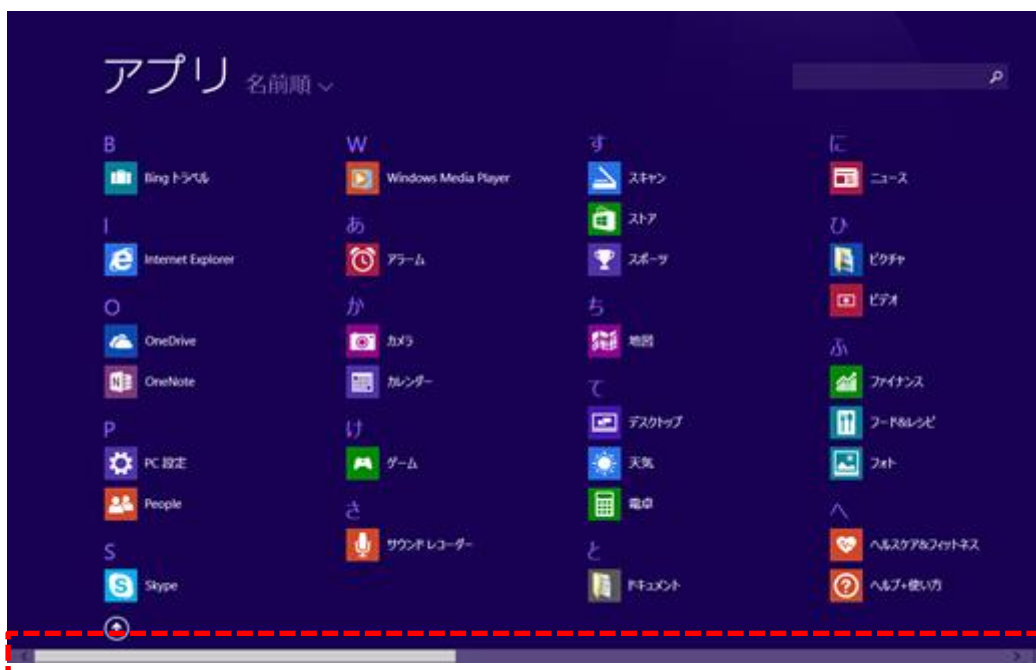 アプリ 名前順
B
Bing トラベル
I
Internet Explorer
O
OneDrive
OneNote
P
PC 設定
People
S
Skype
W
Windows Media Player
あ
アラーム
か
カメラ
カレンダー
け
ゲーム
さ
サウンド レコーダー
す
スキャン
ストア
スポーツ
ち
地図
て
デスクトップ
天気
電卓
と
ドキュメント
に
ニュース
ひ
ピクチャ
ビデオ
ふ
ファイナンス
フード&レシピ
フォト
へ
ヘルスケア&フィットネス
ヘルプ+使い方